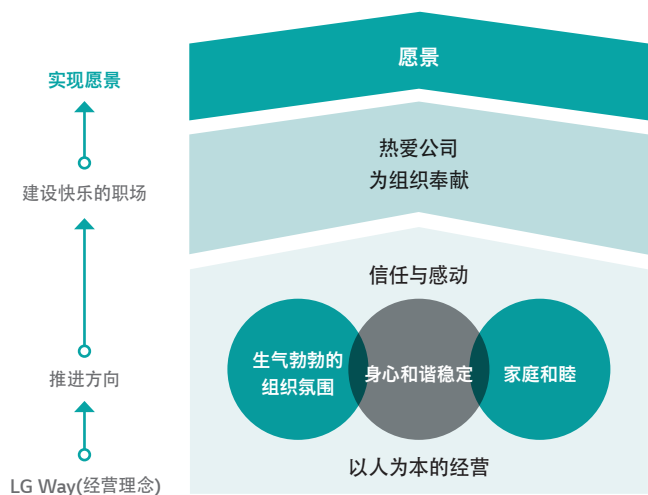 实现愿景
建设快乐的职场
推进方向
LG Way(经营理念)
愿景
热爱公司
为组织奉献
信任与感动
生气勃勃的
组织氛围
身心和谐稳定
家庭和睦
以人为本的经营